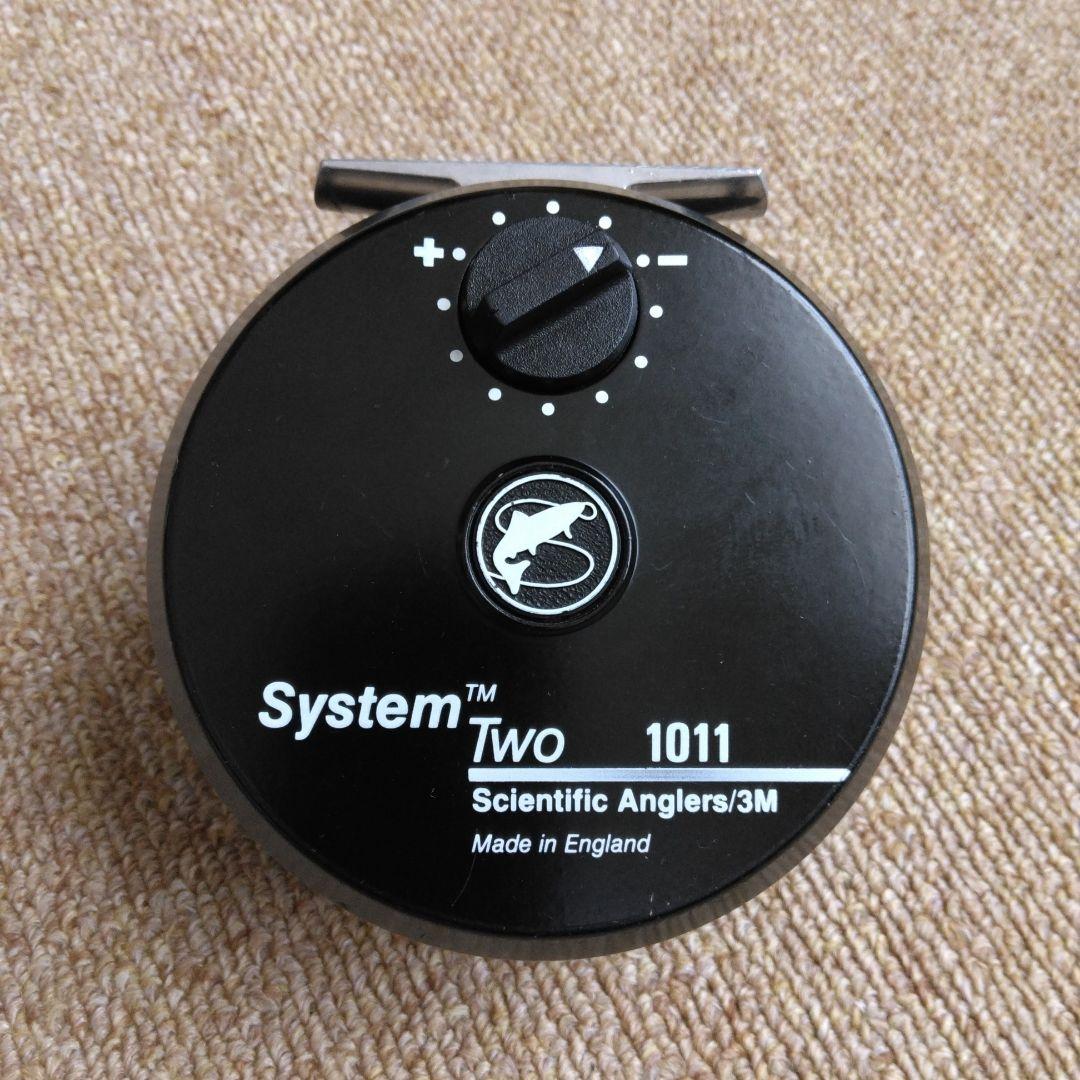 + −
System™
Two 1011
Scientific Anglers/3M
Made in England